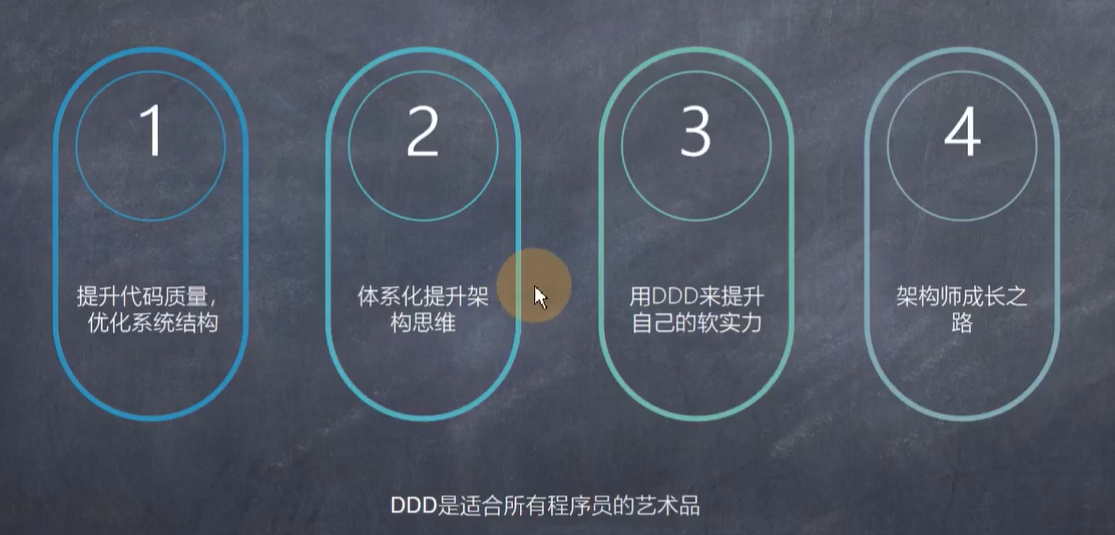 1
提升代码质量，
优化系统结构
2
体系化提升架
构思维
3
用DDD来提升
自己的软实力
4
架构师成长之
路
DDD是适合所有程序员的艺术品